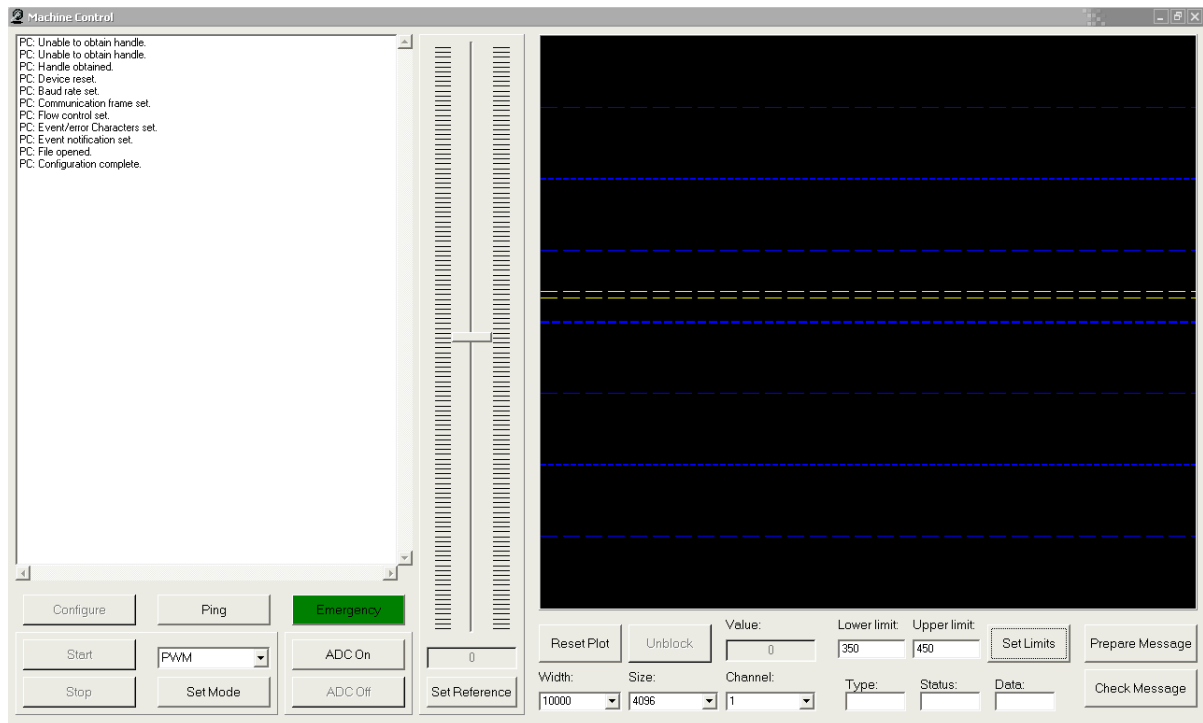 Machine Control
PC: Unable to obtain handle.
PC: Unable to obtain handle.
PC: Handle obtained.
PC: Device reset.
PC: Baud rate set.
PC: Communication frame set.
PC: Flow control set.
PC: Event/error Characters set.
PC: Event notification set.
PC: File opened.
PC: Configuration complete.
Configure
Ping
Emergency
Start
PWM
ADC On
Stop
Set Mode
ADC Off
0
Set Reference
Reset Plot
Unblock
Value:
0
Lower limit:
350
Upper limit:
450
Set Limits
Prepare Message
Width:
10000
Size:
4096
Channel:
1
Type:
Status:
Data:
Check Message